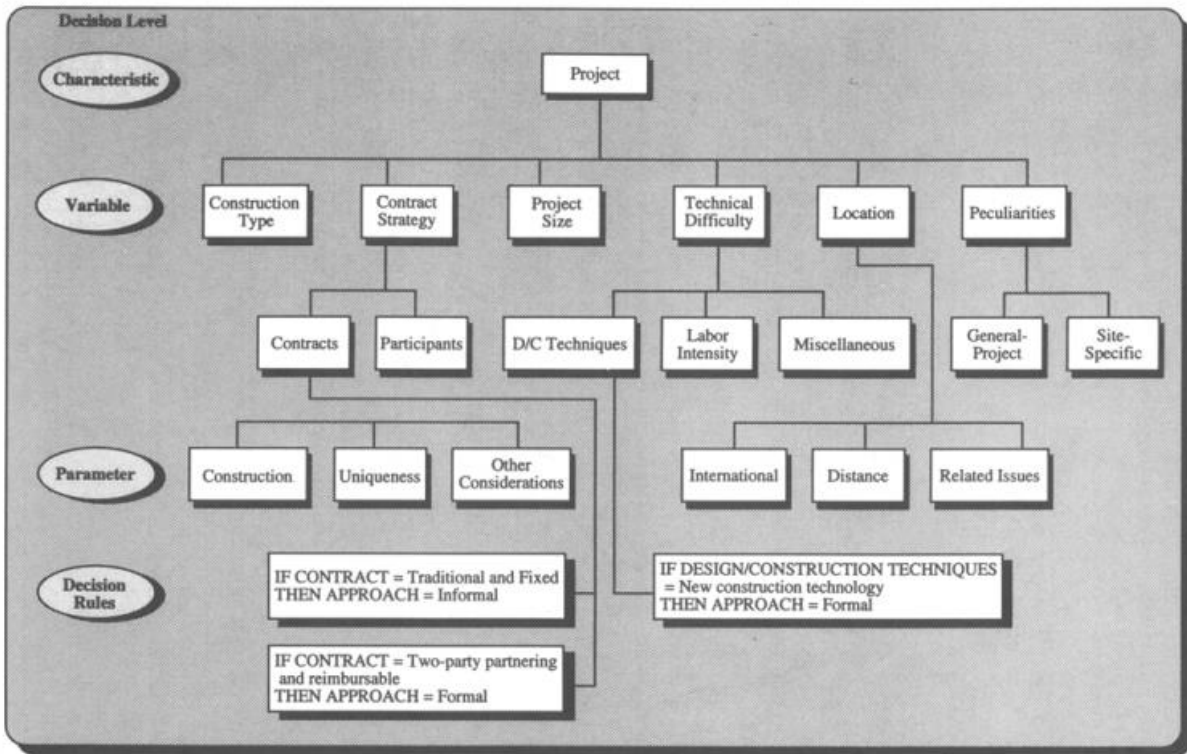 Decision Level
Characteristic
Project
Variable
Construction
Type
Contract
Strategy
Project
Size
Technical
Difficulty
Location
Peculiarities
Contracts
Participants
D/C Techniques
Labor
Intensity
Miscellaneous
General-
Project
Site-
Specific
Parameter
Construction
Uniqueness
Other
Considerations
International
Distance
Related Issues
Decision
Rules
IF CONTRACT = Traditional and Fixed
THEN APPROACH = Informal
IF DESIGN/CONSTRUCTION TECHNIQUES
= New construction technology
THEN APPROACH = Formal
IF CONTRACT = Two-party partnering
and reimbursable
THEN APPROACH = Formal